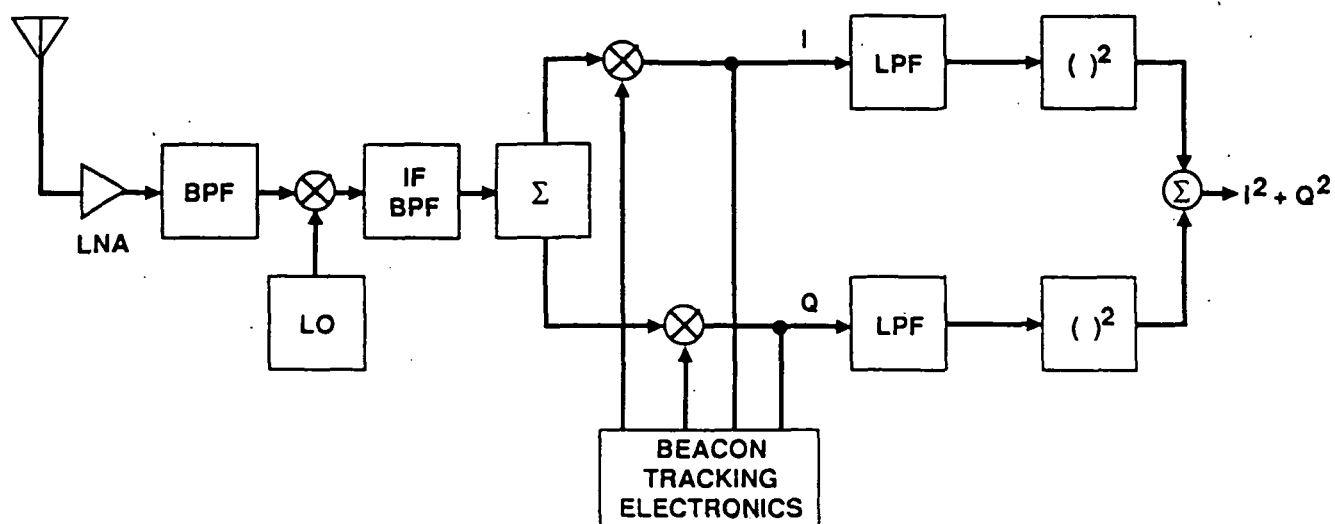 LNA
BPF
LO
IF
BPF
Σ
I
Q
LPF
( )²
LPF
( )²
Σ
I² + Q²
BEACON
TRACKING
ELECTRONICS